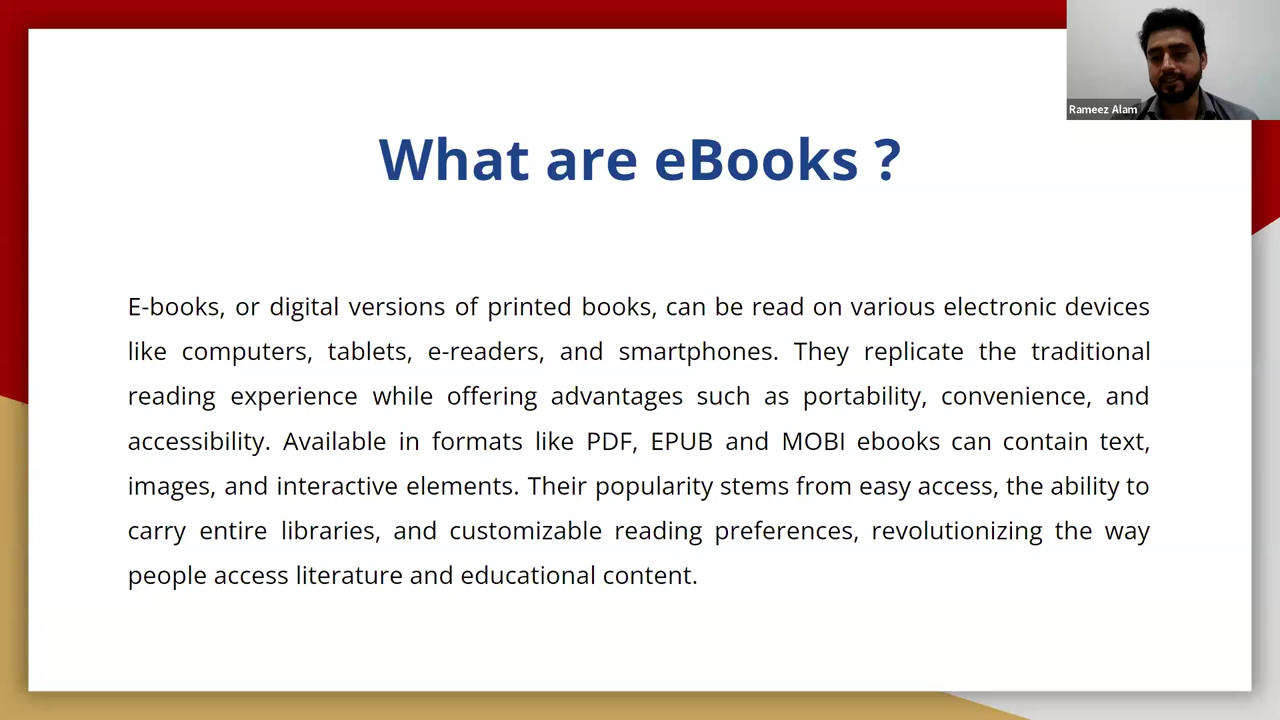 Rameez Alam
What are eBooks ?
E-books, or digital versions of printed books, can be read on various electronic devices
like computers, tablets, e-readers, and smartphones. They replicate the traditional
reading experience while offering advantages such as portability, convenience, and
accessibility. Available in formats like PDF, EPUB and MOBI ebooks can contain text,
images, and interactive elements. Their popularity stems from easy access, the ability to
carry entire libraries, and customizable reading preferences, revolutionizing the way
people access literature and educational content.